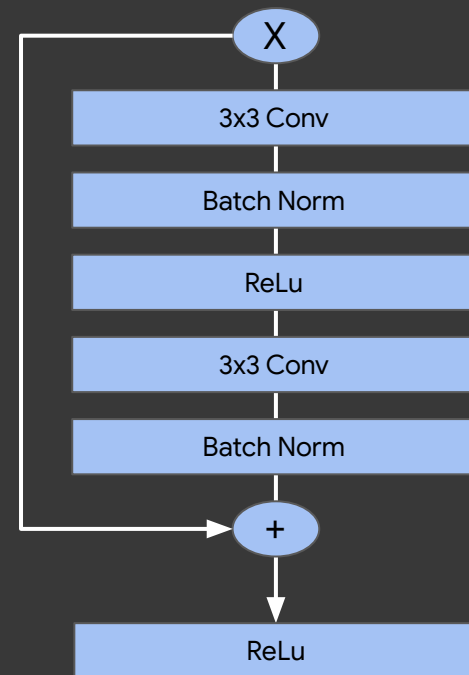 X
3x3 Conv
Batch Norm
ReLu
3x3 Conv
Batch Norm
+
ReLu